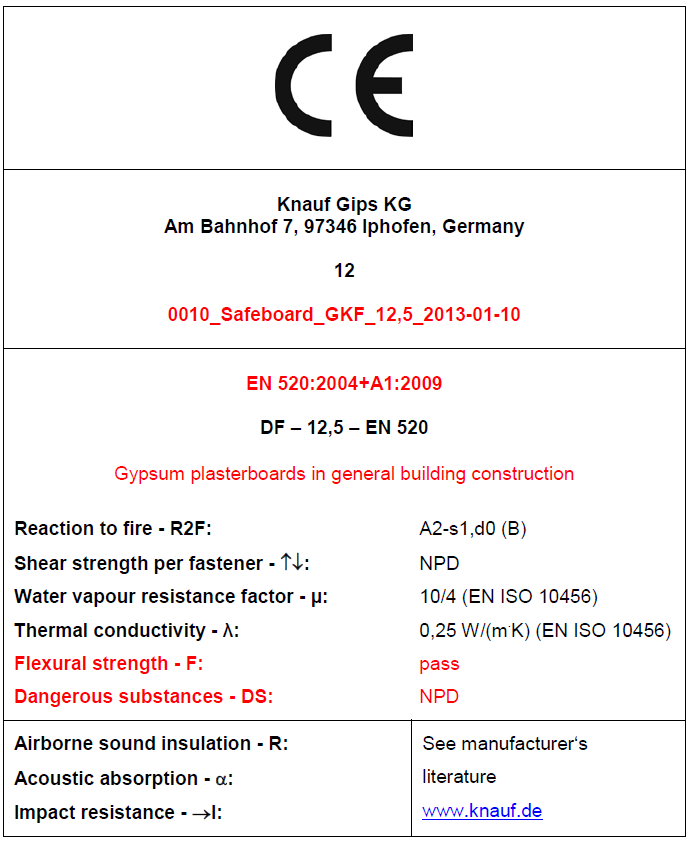 CE
Knauf Gips KG
Am Bahnhof 7, 97346 Iphofen, Germany
12
0010_Safeboard_GKF_12,5_2013-01-10
EN 520:2004+A1:2009
DF – 12,5 – EN 520
Gypsum plasterboards in general building construction
Reaction to fire - R2F: A2-s1,d0 (B)
Shear strength per fastener - ↑↓: NPD
Water vapour resistance factor - µ: 10/4 (EN ISO 10456)
Thermal conductivity - λ: 0,25 W/(m·K) (EN ISO 10456)
Flexural strength - F: pass
Dangerous substances - DS: NPD
Airborne sound insulation - R: See manufacturer‘s
Acoustic absorption - α: literature
Impact resistance - →I: www.knauf.de